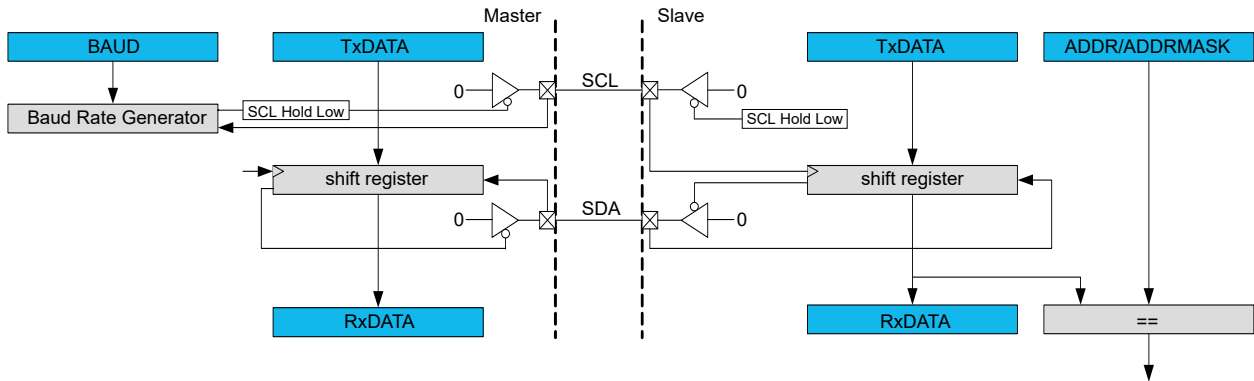 Master Slave
BAUD TxDATA TxDATA ADDR/ADDRMASK
0 SCL 0
Baud Rate Generator SCL Hold Low SCL Hold Low
shift register shift register
0 SDA 0
RxDATA RxDATA ==